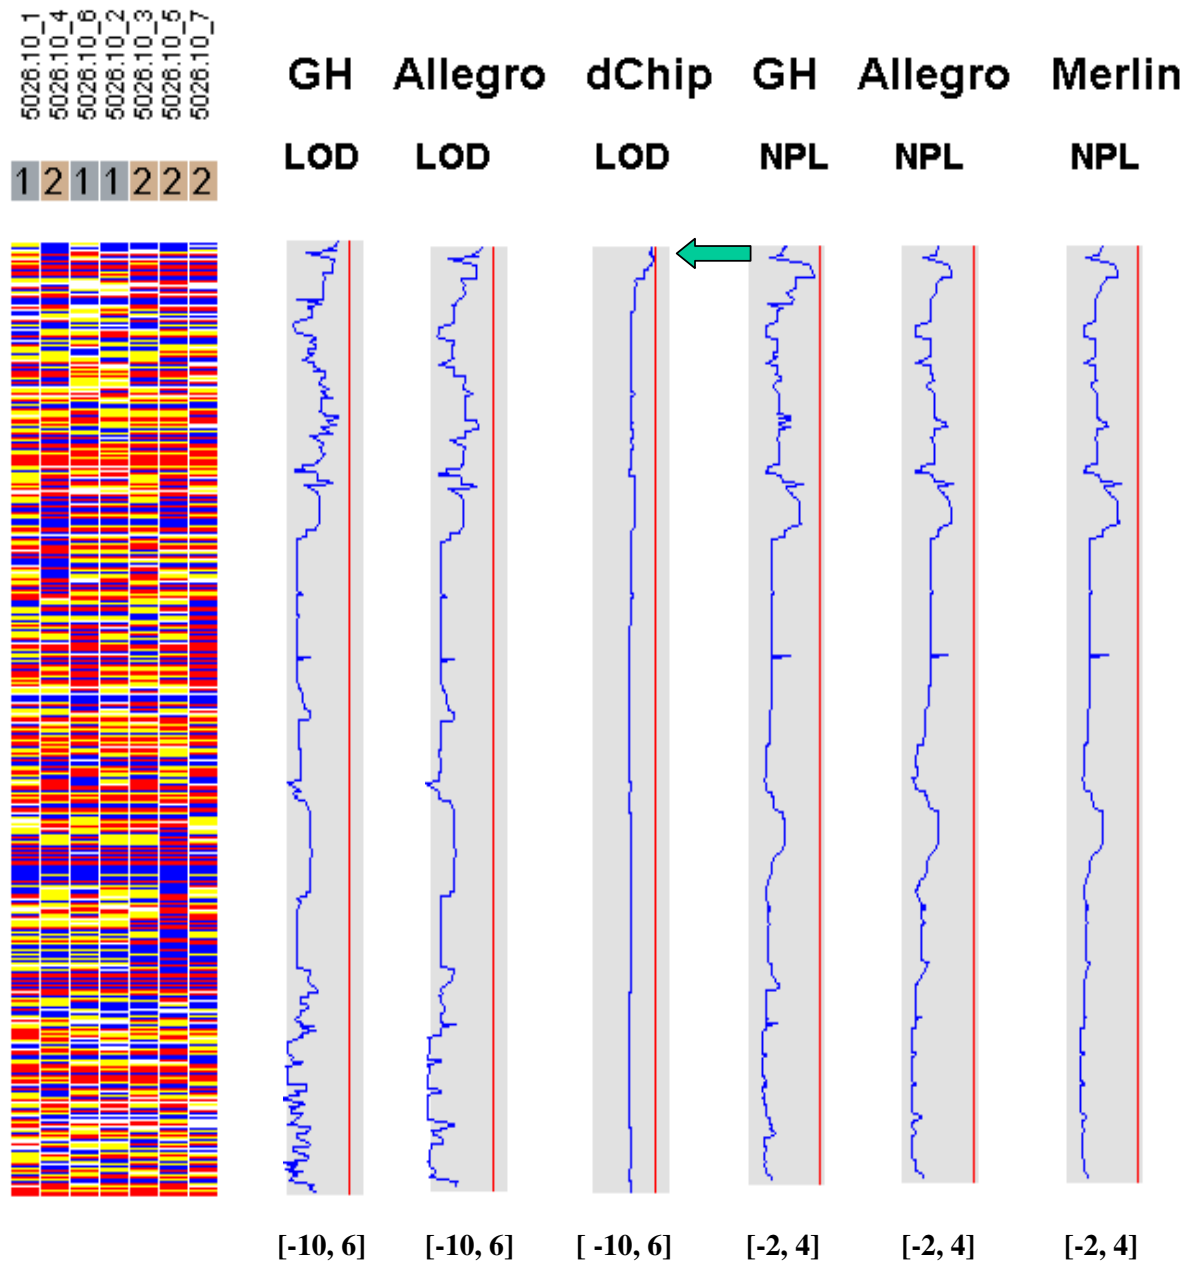 5026.10_1
5026.10_4
5026.10_6
5026.10_2
5026.10_3
5026.10_5
5026.10_7
1 2 1 1 2 2 2
GH Allegro dChip GH Allegro Merlin
LOD LOD LOD NPL NPL NPL
[-10, 6] [-10, 6] [ -10, 6] [-2, 4] [-2, 4] [-2, 4]